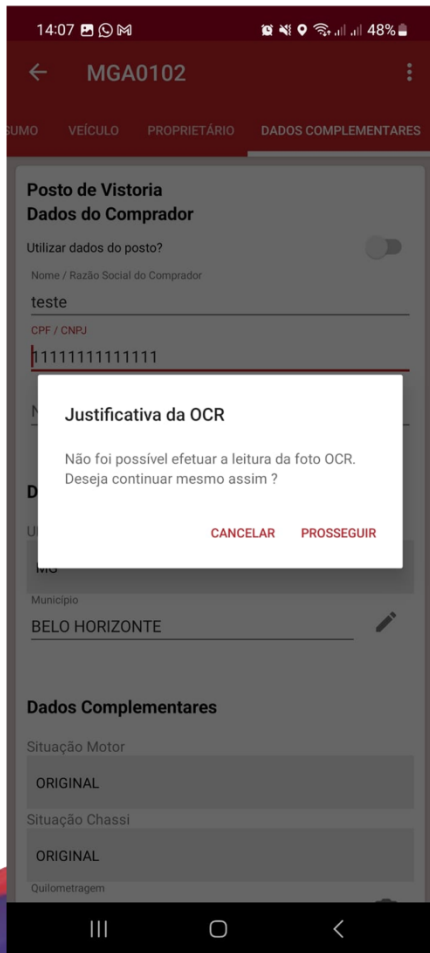 14:07
48%
MGA0102
SUMO VEÍCULO PROPRIETÁRIO DADOS COMPLEMENTARES
Posto de Vistoria
Dados do Comprador
Utilizar dados do posto?
Nome / Razão Social do Comprador
teste
CPF / CNPJ
11111111111111
N
Justificativa da OCR
Não foi possível efetuar a leitura da foto OCR.
Deseja continuar mesmo assim ?
CANCELAR PROSSEGUIR
D
U
MG
Município
BELO HORIZONTE
Dados Complementares
Situação Motor
ORIGINAL
Situação Chassi
ORIGINAL
Quilometragem